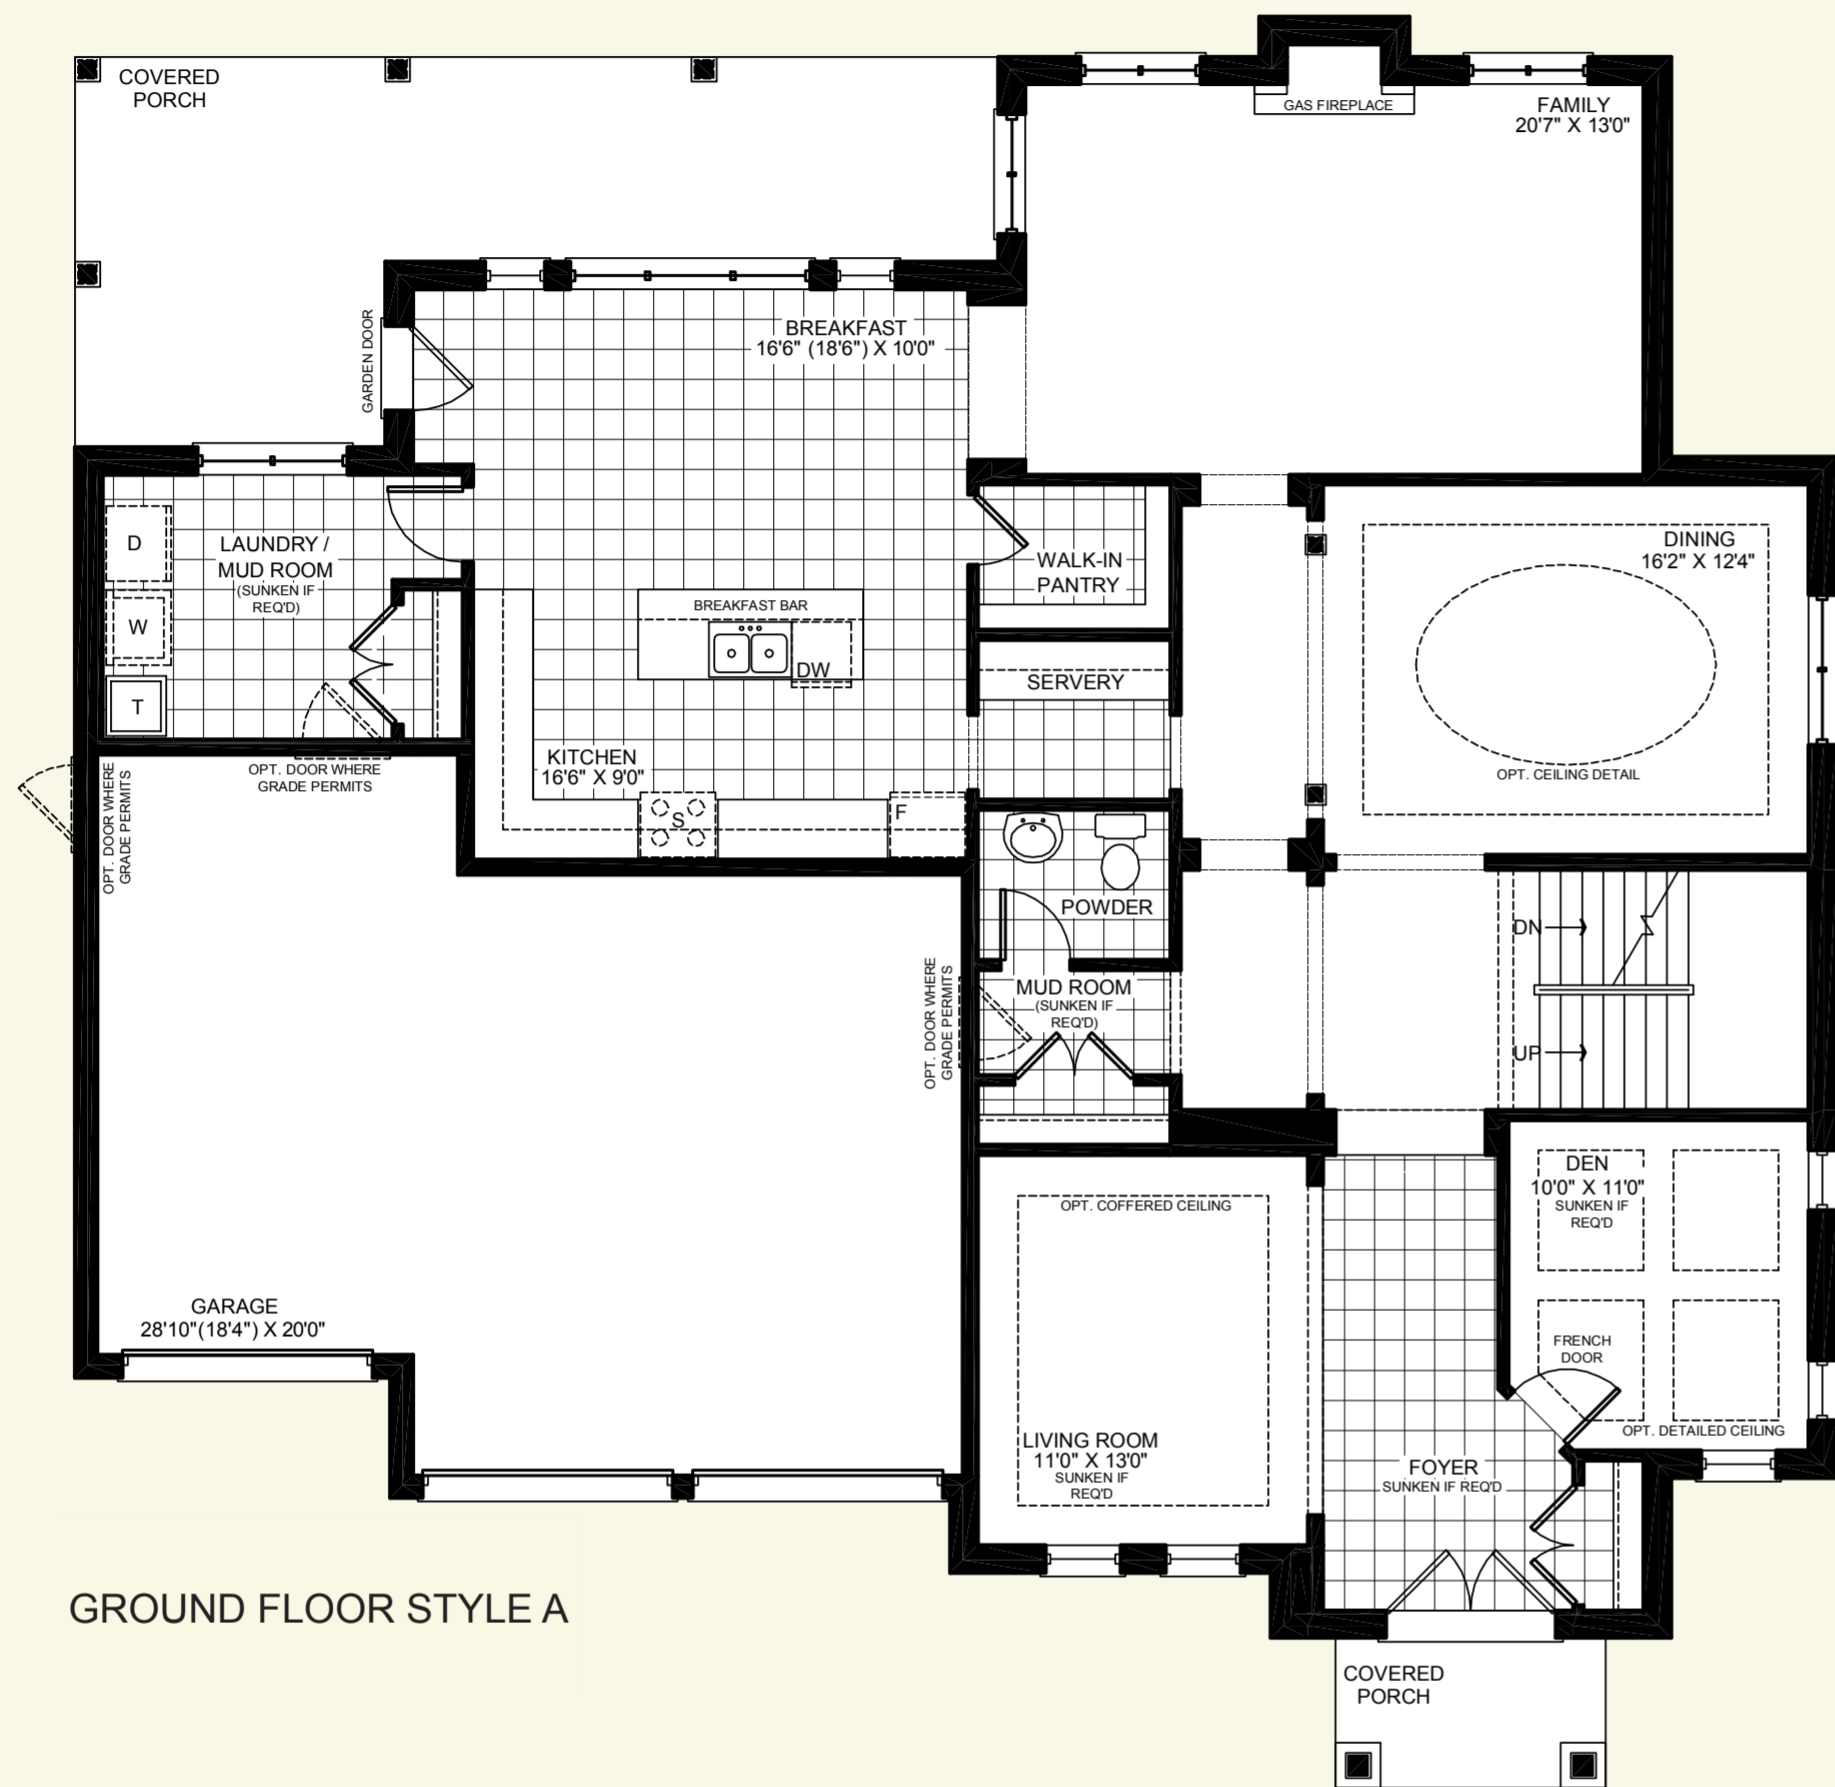 COVERED
PORCH
GAS FIREPLACE
FAMILY
20'7" X 13'0"
GARDEN DOOR
BREAKFAST
16'6" (18'6") X 10'0"
D
LAUNDRY /
MUD ROOM
(SUNKEN IF
REQ'D)
W
T
BREAKFAST BAR
DW
WALK-IN
PANTRY
SERVERY
DINING
16'2" X 12'4"
OPT. CEILING DETAIL
KITCHEN
16'6" X 9'0"
S
F
OPT. DOOR WHERE
GRADE PERMITS
OPT. DOOR WHERE
GRADE PERMITS
POWDER
DN
UP
MUD ROOM
(SUNKEN IF
REQ'D)
OPT. DOOR WHERE
GRADE PERMITS
DEN
10'0" X 11'0"
SUNKEN IF
REQ'D
OPT. COFFERED CEILING
GARAGE
28'10"(18'4") X 20'0"
FRENCH
DOOR
OPT. DETAILED CEILING
LIVING ROOM
11'0" X 13'0"
SUNKEN IF
REQ'D
FOYER
SUNKEN IF REQ'D
GROUND FLOOR STYLE A
COVERED
PORCH